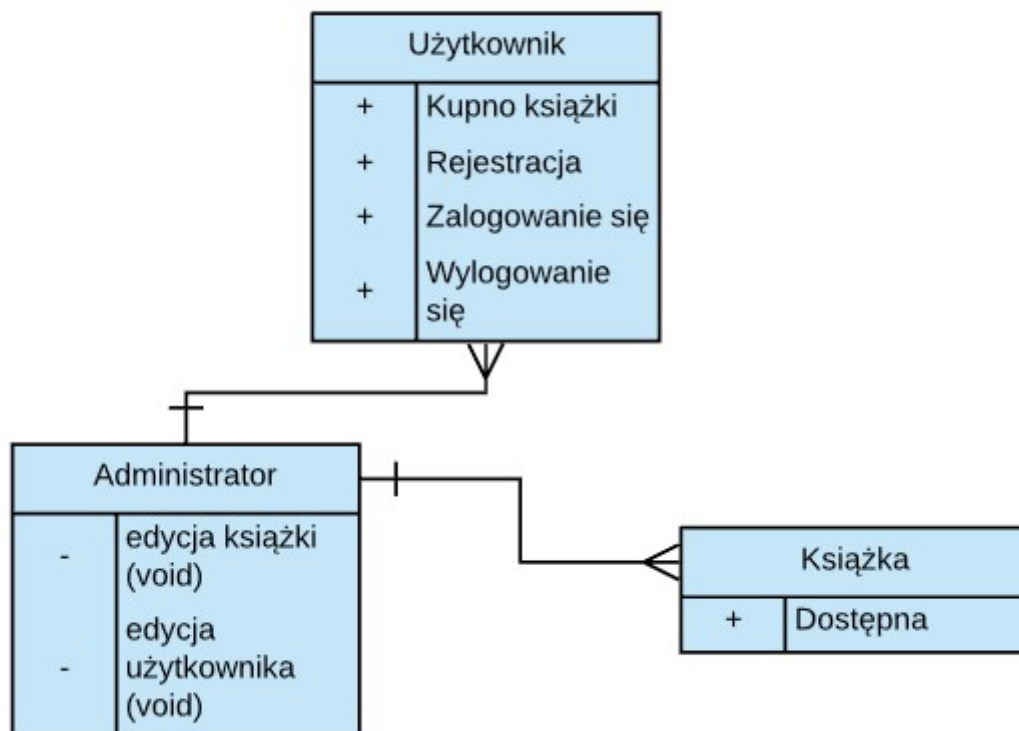 Użytkownik
+ Kupno książki
+ Rejestracja
+ Zalogowanie się
+ Wylogowanie
się
Administrator
- edycja książki
(void)
- edycja
użytkownika
(void)
Książka
+ Dostępna